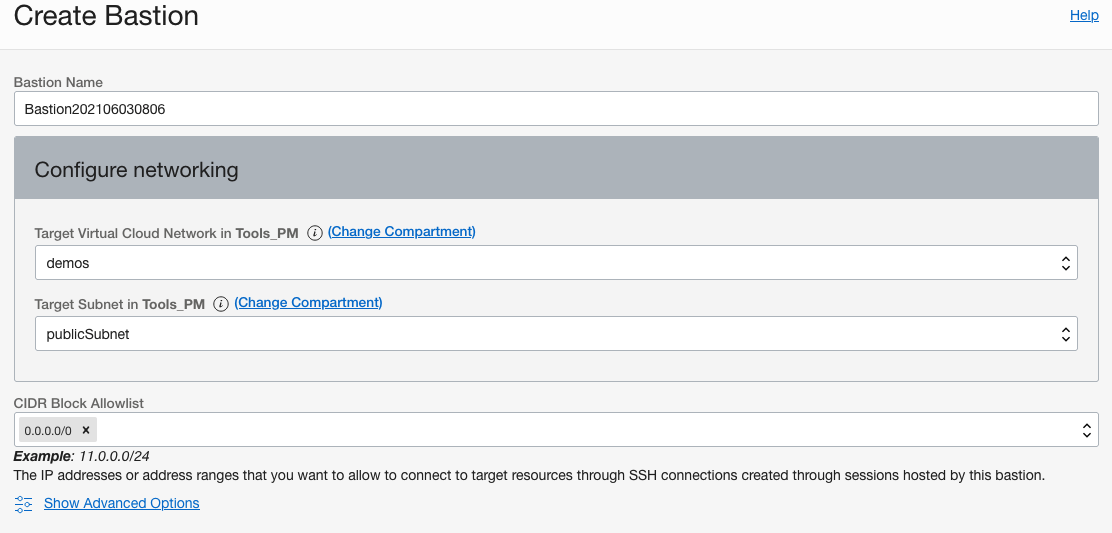 Create Bastion
Help
Bastion Name
Bastion202106030806
Configure networking
Target Virtual Cloud Network in Tools_PM i (Change Compartment)
demos
Target Subnet in Tools_PM i (Change Compartment)
publicSubnet
CIDR Block Allowlist
0.0.0.0/0 ×
Example: 11.0.0.0/24
The IP addresses or address ranges that you want to allow to connect to target resources through SSH connections created through sessions hosted by this bastion.
Show Advanced Options